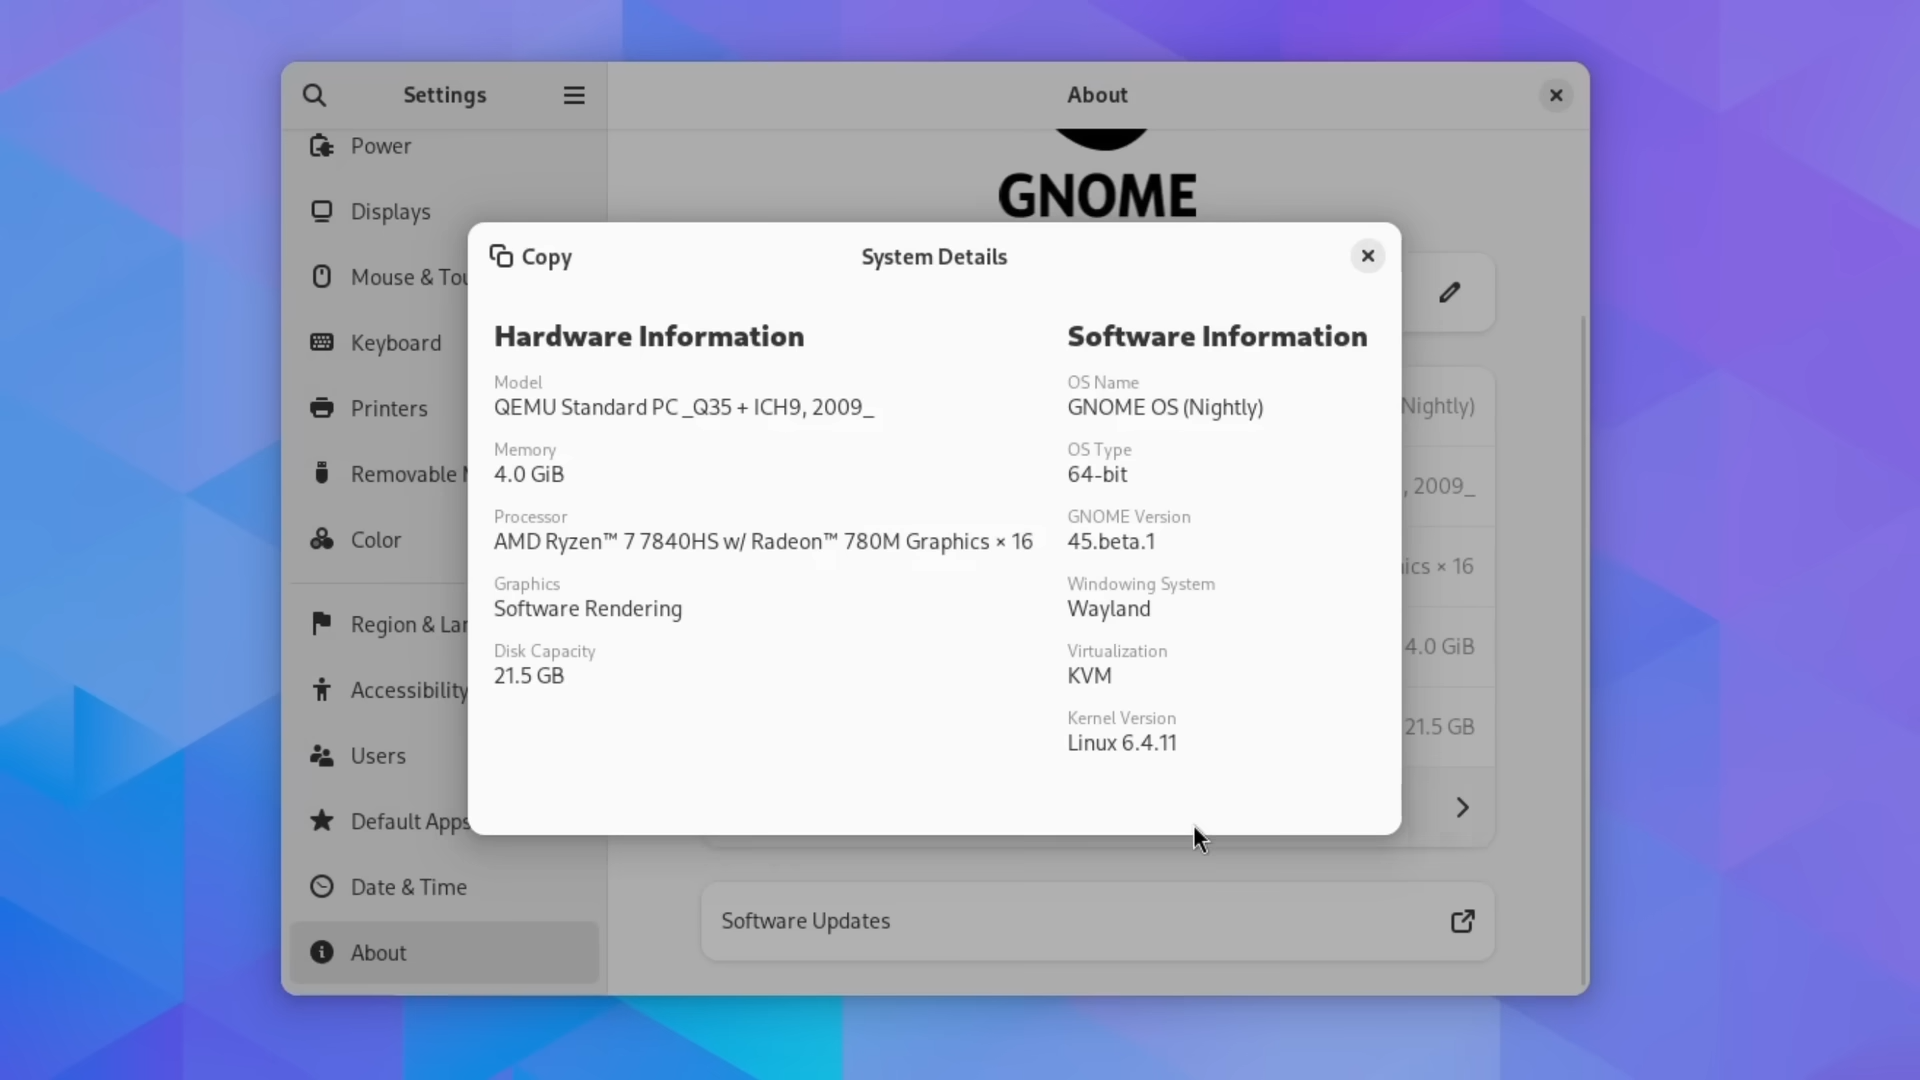 Settings
About
Power
Displays
Mouse & Tou
Keyboard
Printers
Removable
Color
Region & Lan
Accessibility
Users
Default Apps
Date & Time
About
GNOME
Copy
System Details
Hardware Information
Model
QEMU Standard PC _Q35 + ICH9, 2009_
Memory
4.0 GiB
Processor
AMD Ryzen™ 7 7840HS w/ Radeon™ 780M Graphics × 16
Graphics
Software Rendering
Disk Capacity
21.5 GB
Software Information
OS Name
GNOME OS (Nightly)
OS Type
64-bit
GNOME Version
45.beta.1
Windowing System
Wayland
Virtualization
KVM
Kernel Version
Linux 6.4.11
Nightly)
, 2009_
ics × 16
4.0 GiB
21.5 GB
Software Updates